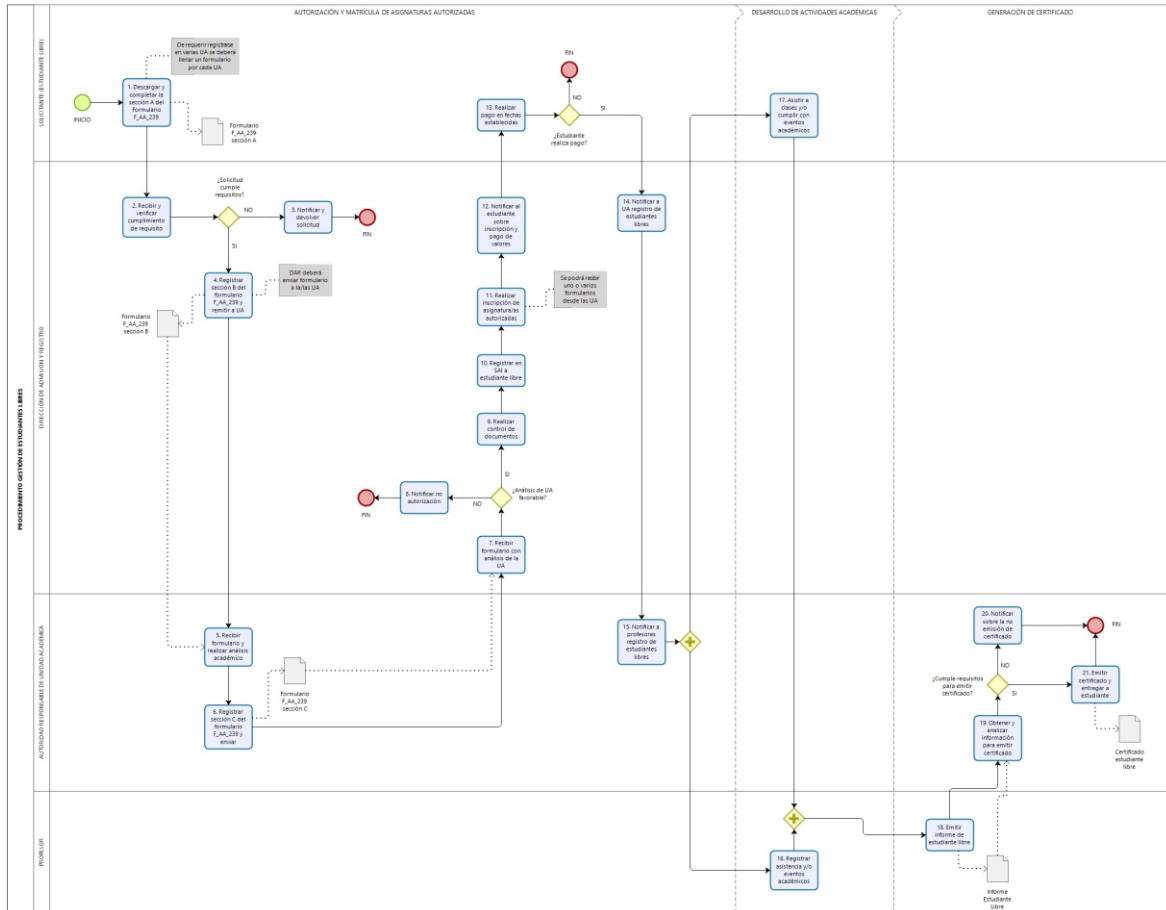 AUTORIZACIÓN Y MATRÍCULA DE ASIGNATURAS AUTORIZADAS
DESARROLLO DE ACTIVIDADES ACADÉMICAS
GENERACIÓN DE CERTIFICADO
PROCEDIMIENTO GESTIÓN DE ESTUDIANTES LIBRES
SOLICITANTE (ESTUDIANTE LIBRE)
De requerir registrase
en varias UA se deberá
llenar un formulario
por cada UA
INICIO
1. Descargar y
completar la
sección A del
Formulario
F_AA_239
Formulario
F_AA_239
sección A
13. Realizar
pago en fechas
establecidas
FIN
NO
SI
¿Estudiante
realiza pago?
17. Asistir a
clases y/o
cumplir con
eventos
académicos
DIRECCIÓN DE ADMISIÓN Y REGISTRO
2. Recibir y
verificar
cumplimiento
de requisito
¿Solicitud
cumple
requisitos?
NO
SI
3. Notificar y
devolver
solicitud
FIN
4. Registrar
sección B del
formulario
F_AA_239 y
remitir a UA
DAR deberá
enviar formulario
a la/las UA
Formulario
F_AA_239
sección B
12. Notificar al
estudiante
sobre
inscripción y
pago de
valores
14. Notificar a
UA registro de
estudiantes
libres
11. Realizar
inscripción de
asignatura/as
autorizadas
Se podrá recibir
uno o varios
formularios
desde las UA
10. Registrar en
SAI a
estudiante libre
9. Realizar
control de
documentos
SI
¿Análisis de UA
favorable?
NO
8. Notificar no
autorización
FIN
7. Recibir
formulario con
análisis de la
UA
AUTORIDAD RESPONSABLE DE UNIDAD ACADÉMICA
5. Recibir
formulario y
realizar análisis
académico
6. Registrar
sección C del
formulario
F_AA_239 y
enviar
Formulario
F_AA_239
sección C
15. Notificar a
profesores
registro de
estudiantes
libres
20. Notificar
sobre la no
emisión de
certificado
FIN
NO
¿Cumple requisitos
para emitir
certificado?
SI
21. Emitir
certificado y
entregar a
estudiante
19. Obtener y
analizar
información
para emitir
certificado
Certificado
estudiante
libre
PROFESOR
16. Registrar
asistencia y/o
eventos
académicos
18. Emitir
informe de
estudiante libre
Informe
Estudiante
Libre